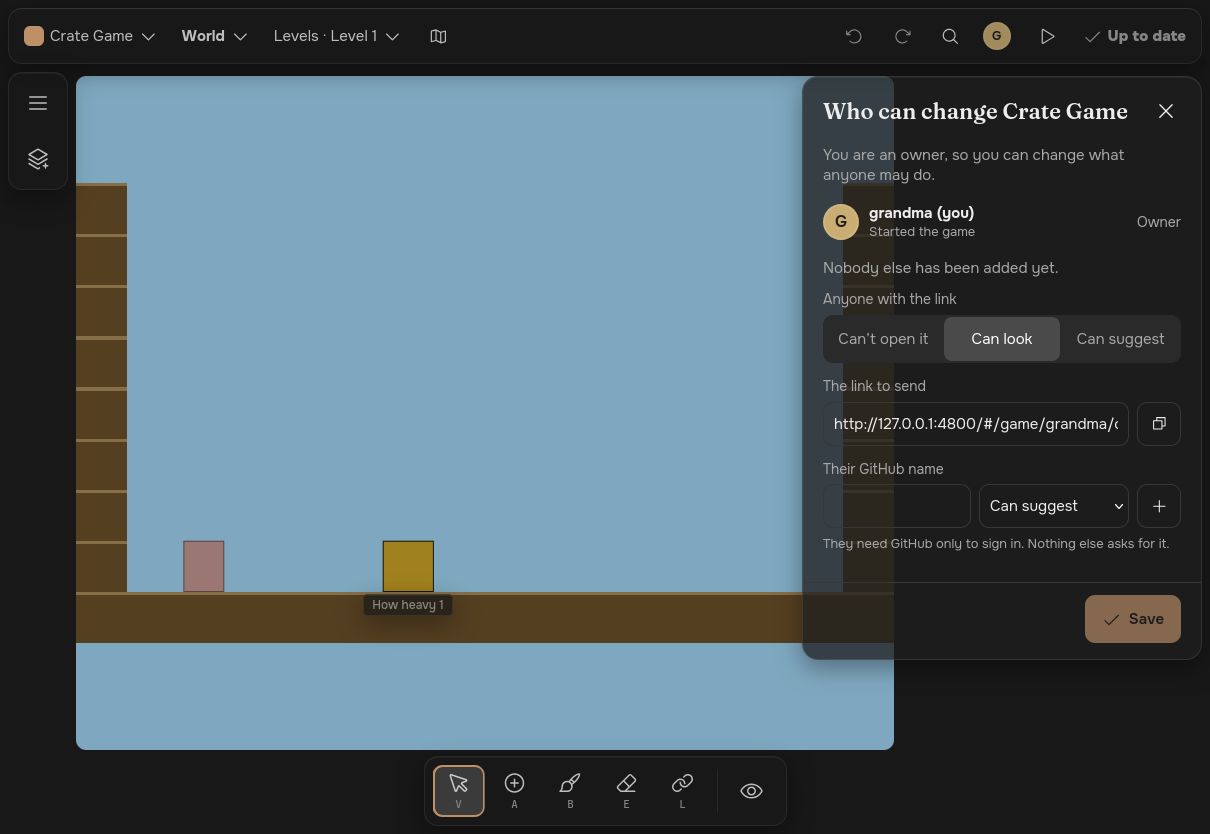 Crate Game
World
Levels · Level 1
G
Up to date
Who can change Crate Game
You are an owner, so you can change what
anyone may do.
G
grandma (you)
Started the game
Owner
Nobody else has been added yet.
Anyone with the link
Can't open it
Can look
Can suggest
The link to send
http://127.0.0.1:4800/#/game/grandma/c
Their GitHub name
Can suggest
They need GitHub only to sign in. Nothing else asks for it.
Save
How heavy 1
V
A
B
E
L